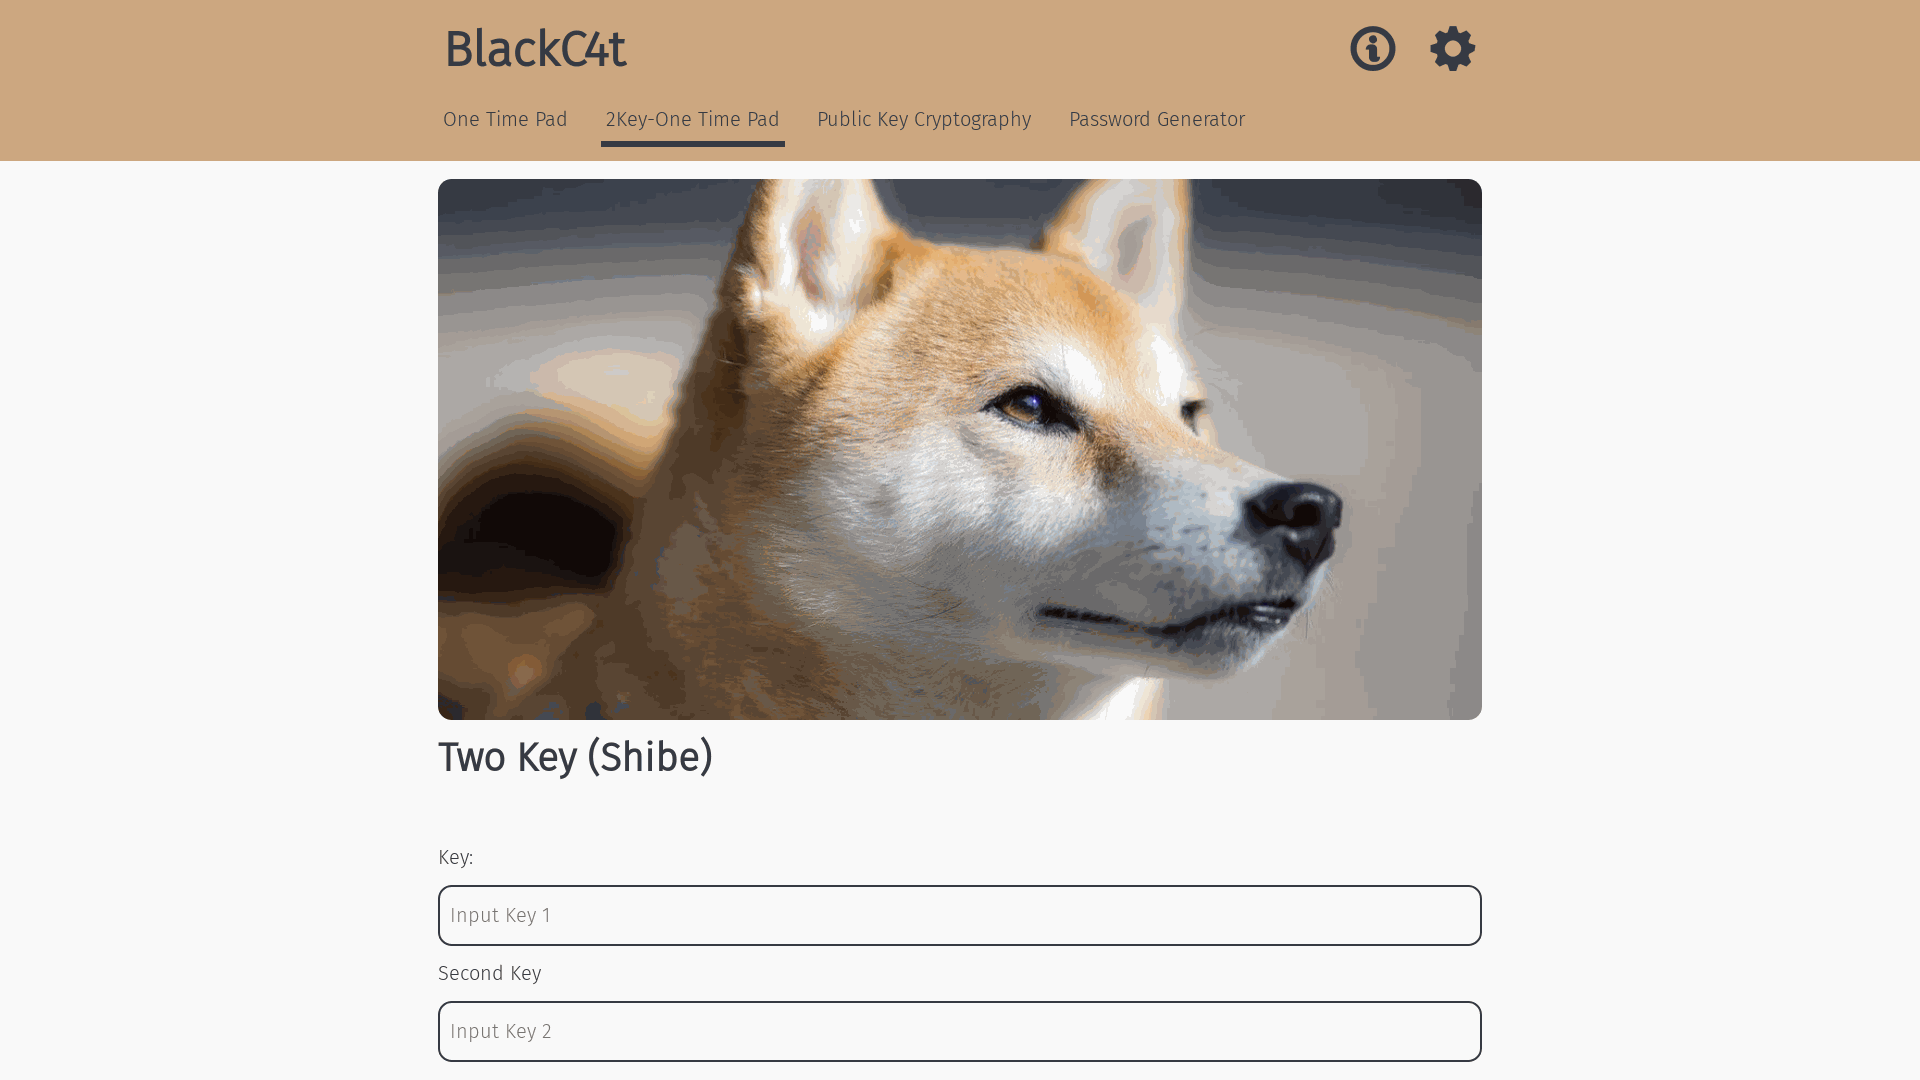 BlackC4t
One Time Pad
2Key-One Time Pad
Public Key Cryptography
Password Generator
Two Key (Shibe)
Key:
Input Key 1
Second Key
Input Key 2